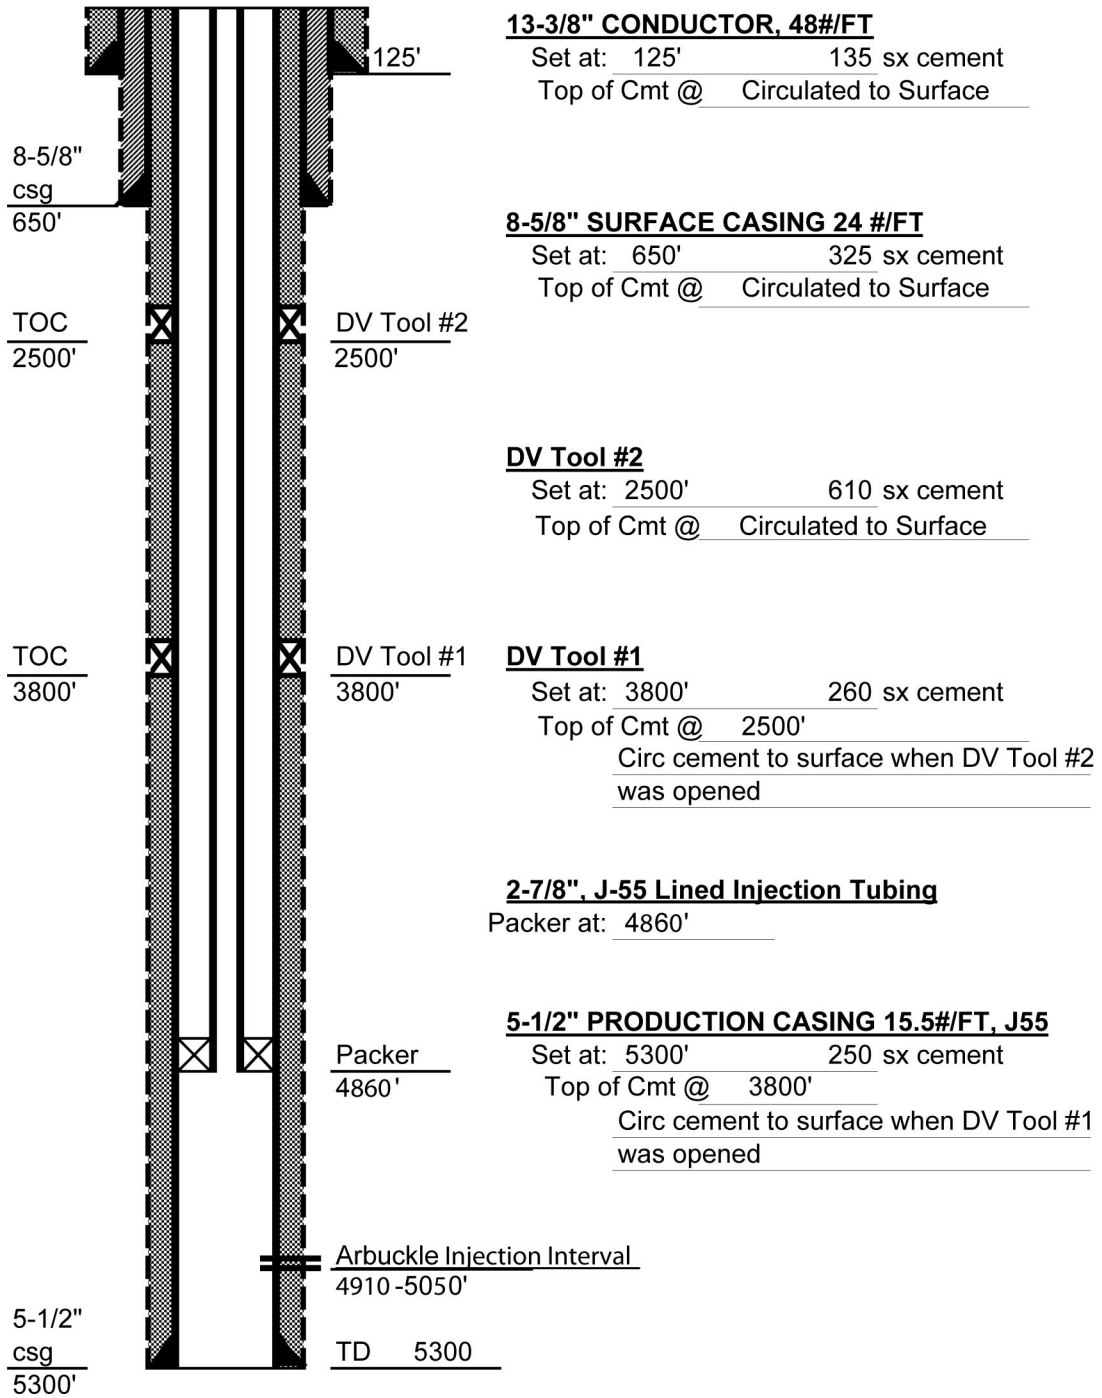 125'
8-5/8"
csg
650'
TOC
2500'
DV Tool #2
2500'
TOC
3800'
DV Tool #1
3800'
Packer
4860'
Arbuckle Injection Interval
4910 -5050'
5-1/2"
csg
5300'
TD 5300
13-3/8" CONDUCTOR, 48#/FT
Set at: 125' 135 sx cement
Top of Cmt @ Circulated to Surface
8-5/8" SURFACE CASING 24 #/FT
Set at: 650' 325 sx cement
Top of Cmt @ Circulated to Surface
DV Tool #2
Set at: 2500' 610 sx cement
Top of Cmt @ Circulated to Surface
DV Tool #1
Set at: 3800' 260 sx cement
Top of Cmt @ 2500'
Circ cement to surface when DV Tool #2
was opened
2-7/8", J-55 Lined Injection Tubing
Packer at: 4860'
5-1/2" PRODUCTION CASING 15.5#/FT, J55
Set at: 5300' 250 sx cement
Top of Cmt @ 3800'
Circ cement to surface when DV Tool #1
was opened